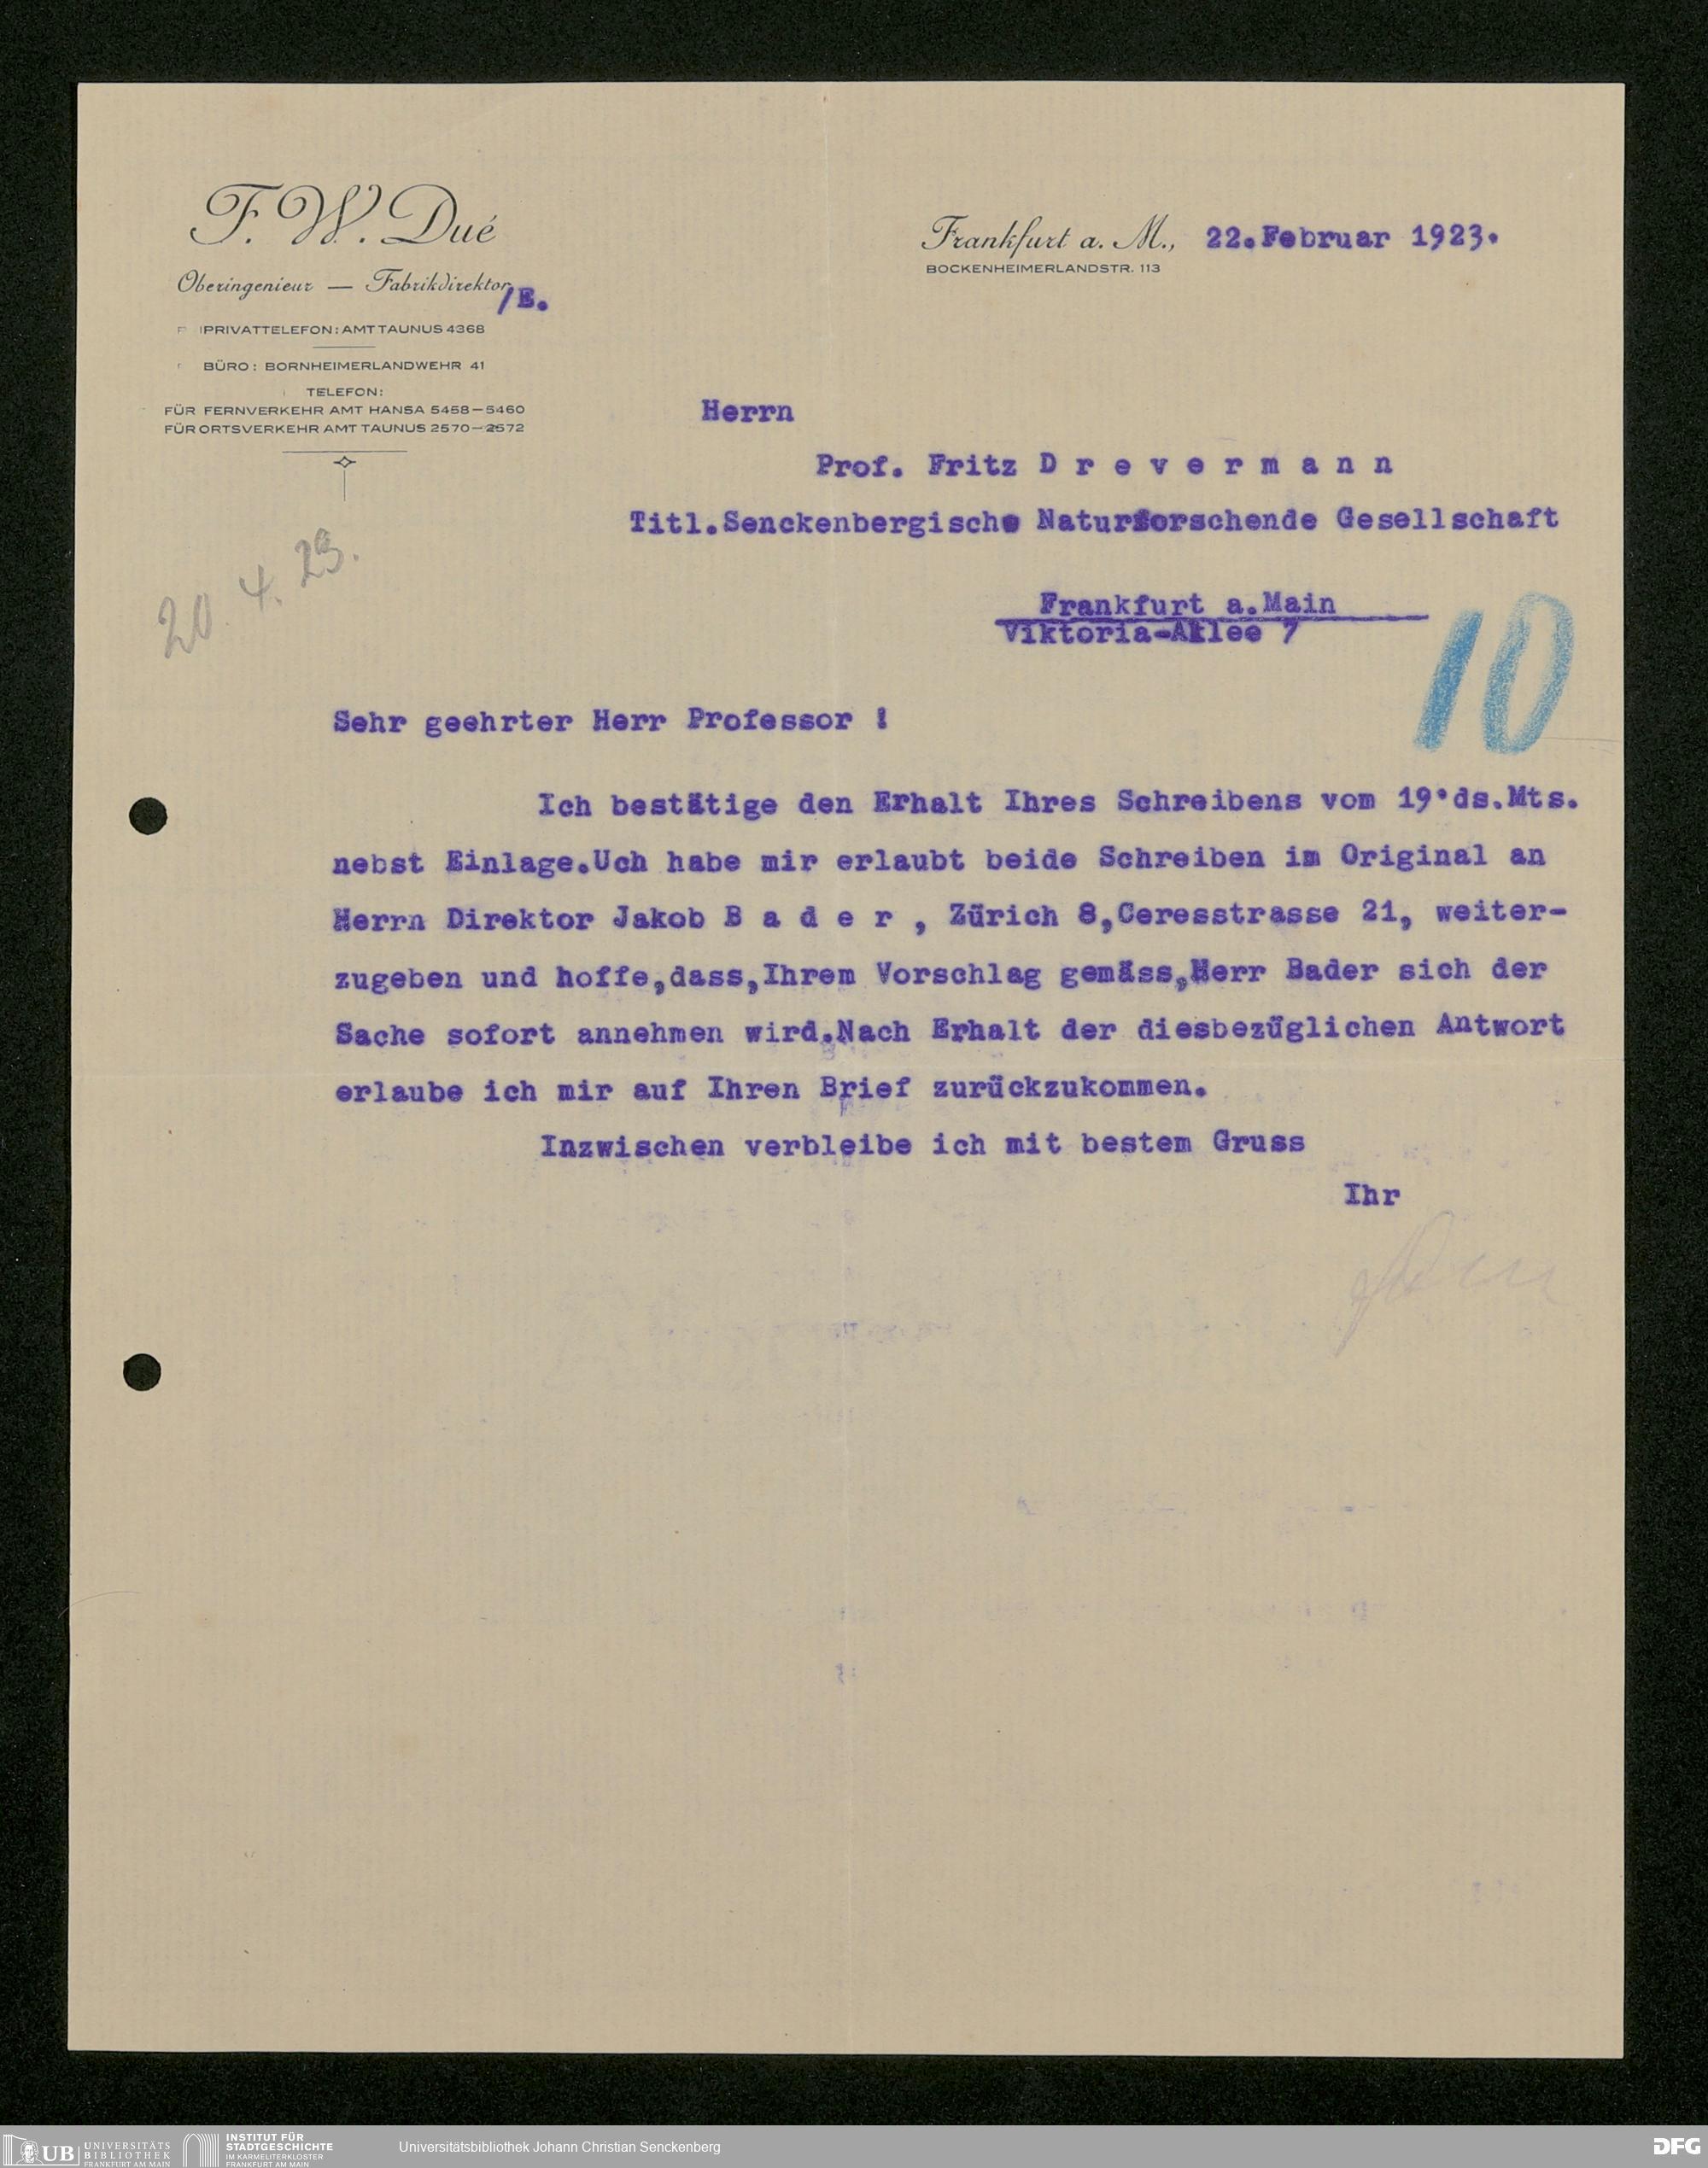 F. W. Dué
Oberingenieur — Fabrikdirektor
/E.
PRIVATTELEFON: AMT TAUNUS 4368
BÜRO: BORNHEIMERLANDWEHR 41
TELEFON:
FÜR FERNVERKEHR AMT HANSA 5458—5460
FÜR ORTSVERKEHR AMT TAUNUS 2570—2572
Frankfurt a. M., 22.Februar 1923.
BOCKENHEIMERLANDSTR. 113
Herrn
Prof. Fritz D r e v e r m a n n
Titl.Senckenbergische Naturforschende Gesellschaft
Frankfurt a.Main
Viktoria-Allee 7
20. 4. 23.
10
Sehr geehrter Herr Professor !
Ich bestätige den Erhalt Ihres Schreibens vom 19.ds.Mts.
nebst Einlage.Uch habe mir erlaubt beide Schreiben im Original an
Herrn Direktor Jakob B a d e r , Zürich 8,Ceresstrasse 21, weiter-
zugeben und hoffe,dass,Ihrem Vorschlag gemäss,Herr Bader sich der
Sache sofort annehmen wird.Nach Erhalt der diesbezüglichen Antwort
erlaube ich mir auf Ihren Brief zurückzukommen.
Inzwischen verbleibe ich mit bestem Gruss
Ihr
UB UNIVERSITÄTS
BIBLIOTHEK
FRANKFURT AM MAIN
INSTITUT FÜR
STADTGESCHICHTE
IM KARMELITERKLOSTER
FRANKFURT AM MAIN
Universitätsbibliothek Johann Christian Senckenberg
DFG